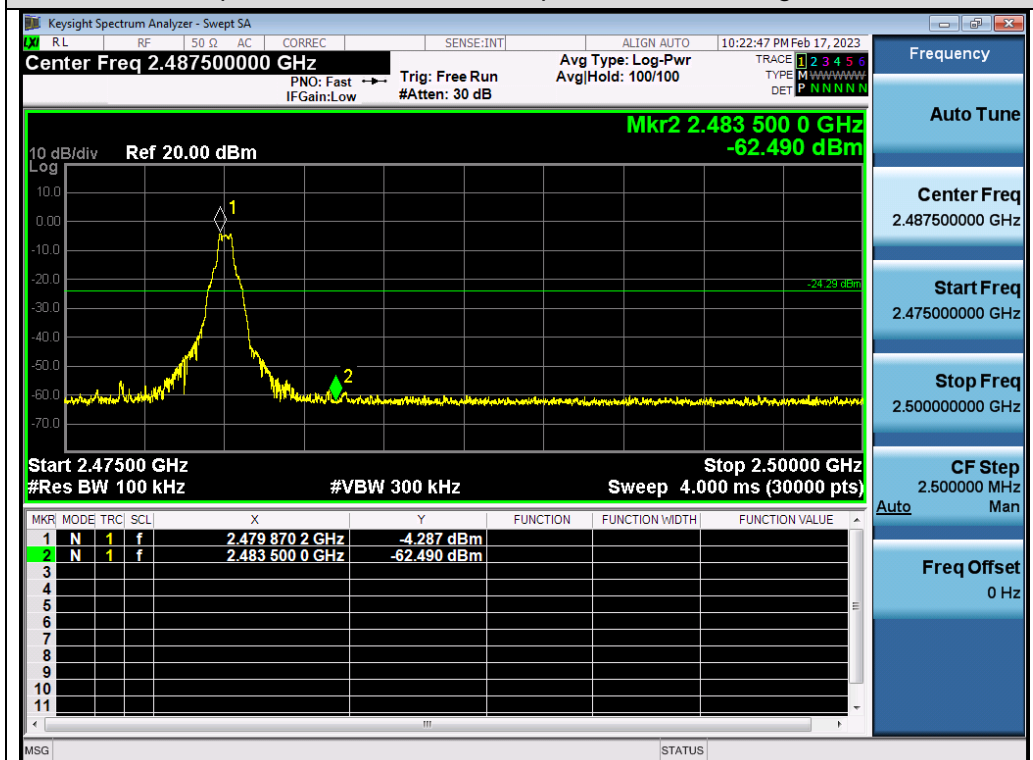 Keysight Spectrum Analyzer - Swept SA
LXI RL RF 50 Ω AC CORREC SENSE:INT ALIGN AUTO 10:22:47 PM Feb 17, 2023
Center Freq 2.487500000 GHz
PNO: Fast
IFGain:Low
Trig: Free Run
#Atten: 30 dB
Avg Type: Log-Pwr
Avg|Hold: 100/100
TRACE 1 2 3 4 5 6
TYPE M W W W W W
DET P N N N N N
Mkr2 2.483 500 0 GHz
-62.490 dBm
10 dB/div Ref 20.00 dBm
Log
10.0
0.00
-10.0
-20.0
-30.0
-40.0
-50.0
-60.0
-70.0
1
2
-24.29 dBm
Start 2.47500 GHz Stop 2.50000 GHz
#Res BW 100 kHz #VBW 300 kHz Sweep 4.000 ms (30000 pts)
MKR MODE TRC SCL X Y FUNCTION FUNCTION WIDTH FUNCTION VALUE
1 N 1 f 2.479 870 2 GHz -4.287 dBm
2 N 1 f 2.483 500 0 GHz -62.490 dBm
3
4
5
6
7
8
9
10
11
MSG STATUS
Frequency
Auto Tune
Center Freq
2.487500000 GHz
Start Freq
2.475000000 GHz
Stop Freq
2.500000000 GHz
CF Step
2.500000 MHz
Auto Man
Freq Offset
0 Hz